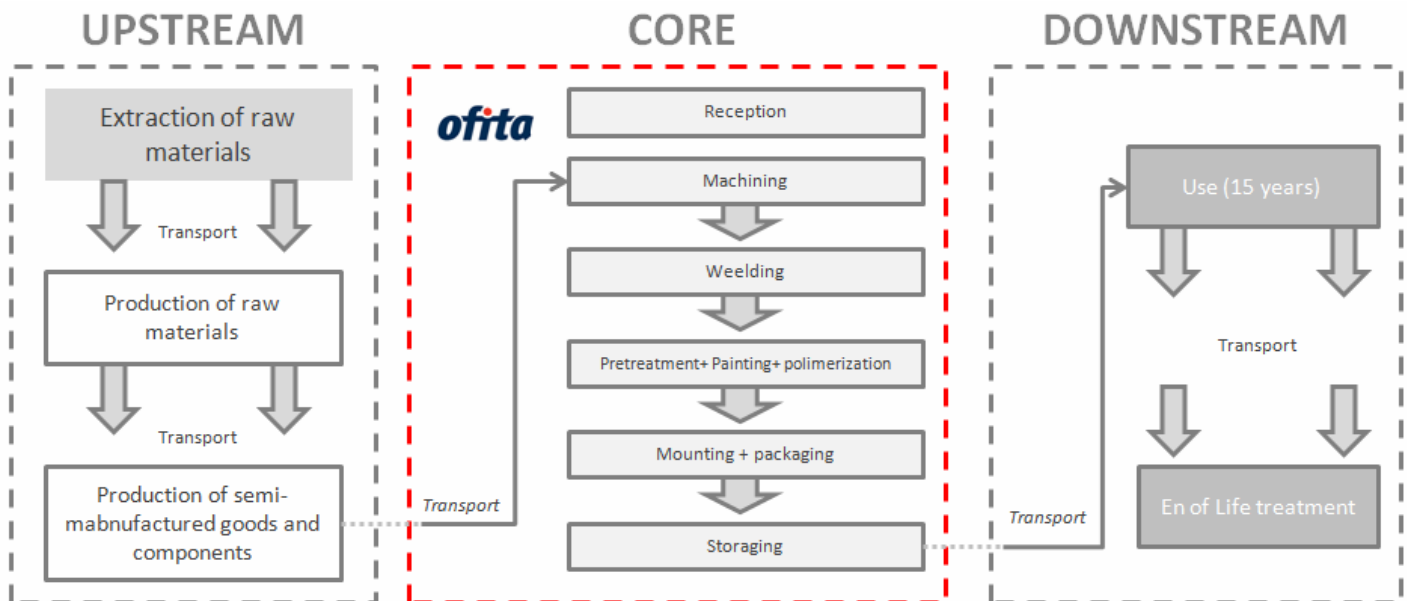 UPSTREAM
Extraction of raw
materials
Transport
Production of raw
materials
Transport
Production of semi-
mabnufactured goods and
components
Transport
CORE
ofita
Reception
Machining
Weelding
Pretreatment+ Painting+ polimerization
Mounting + packaging
Storaging
Transport
DOWNSTREAM
Use (15 years)
Transport
En of Life treatment